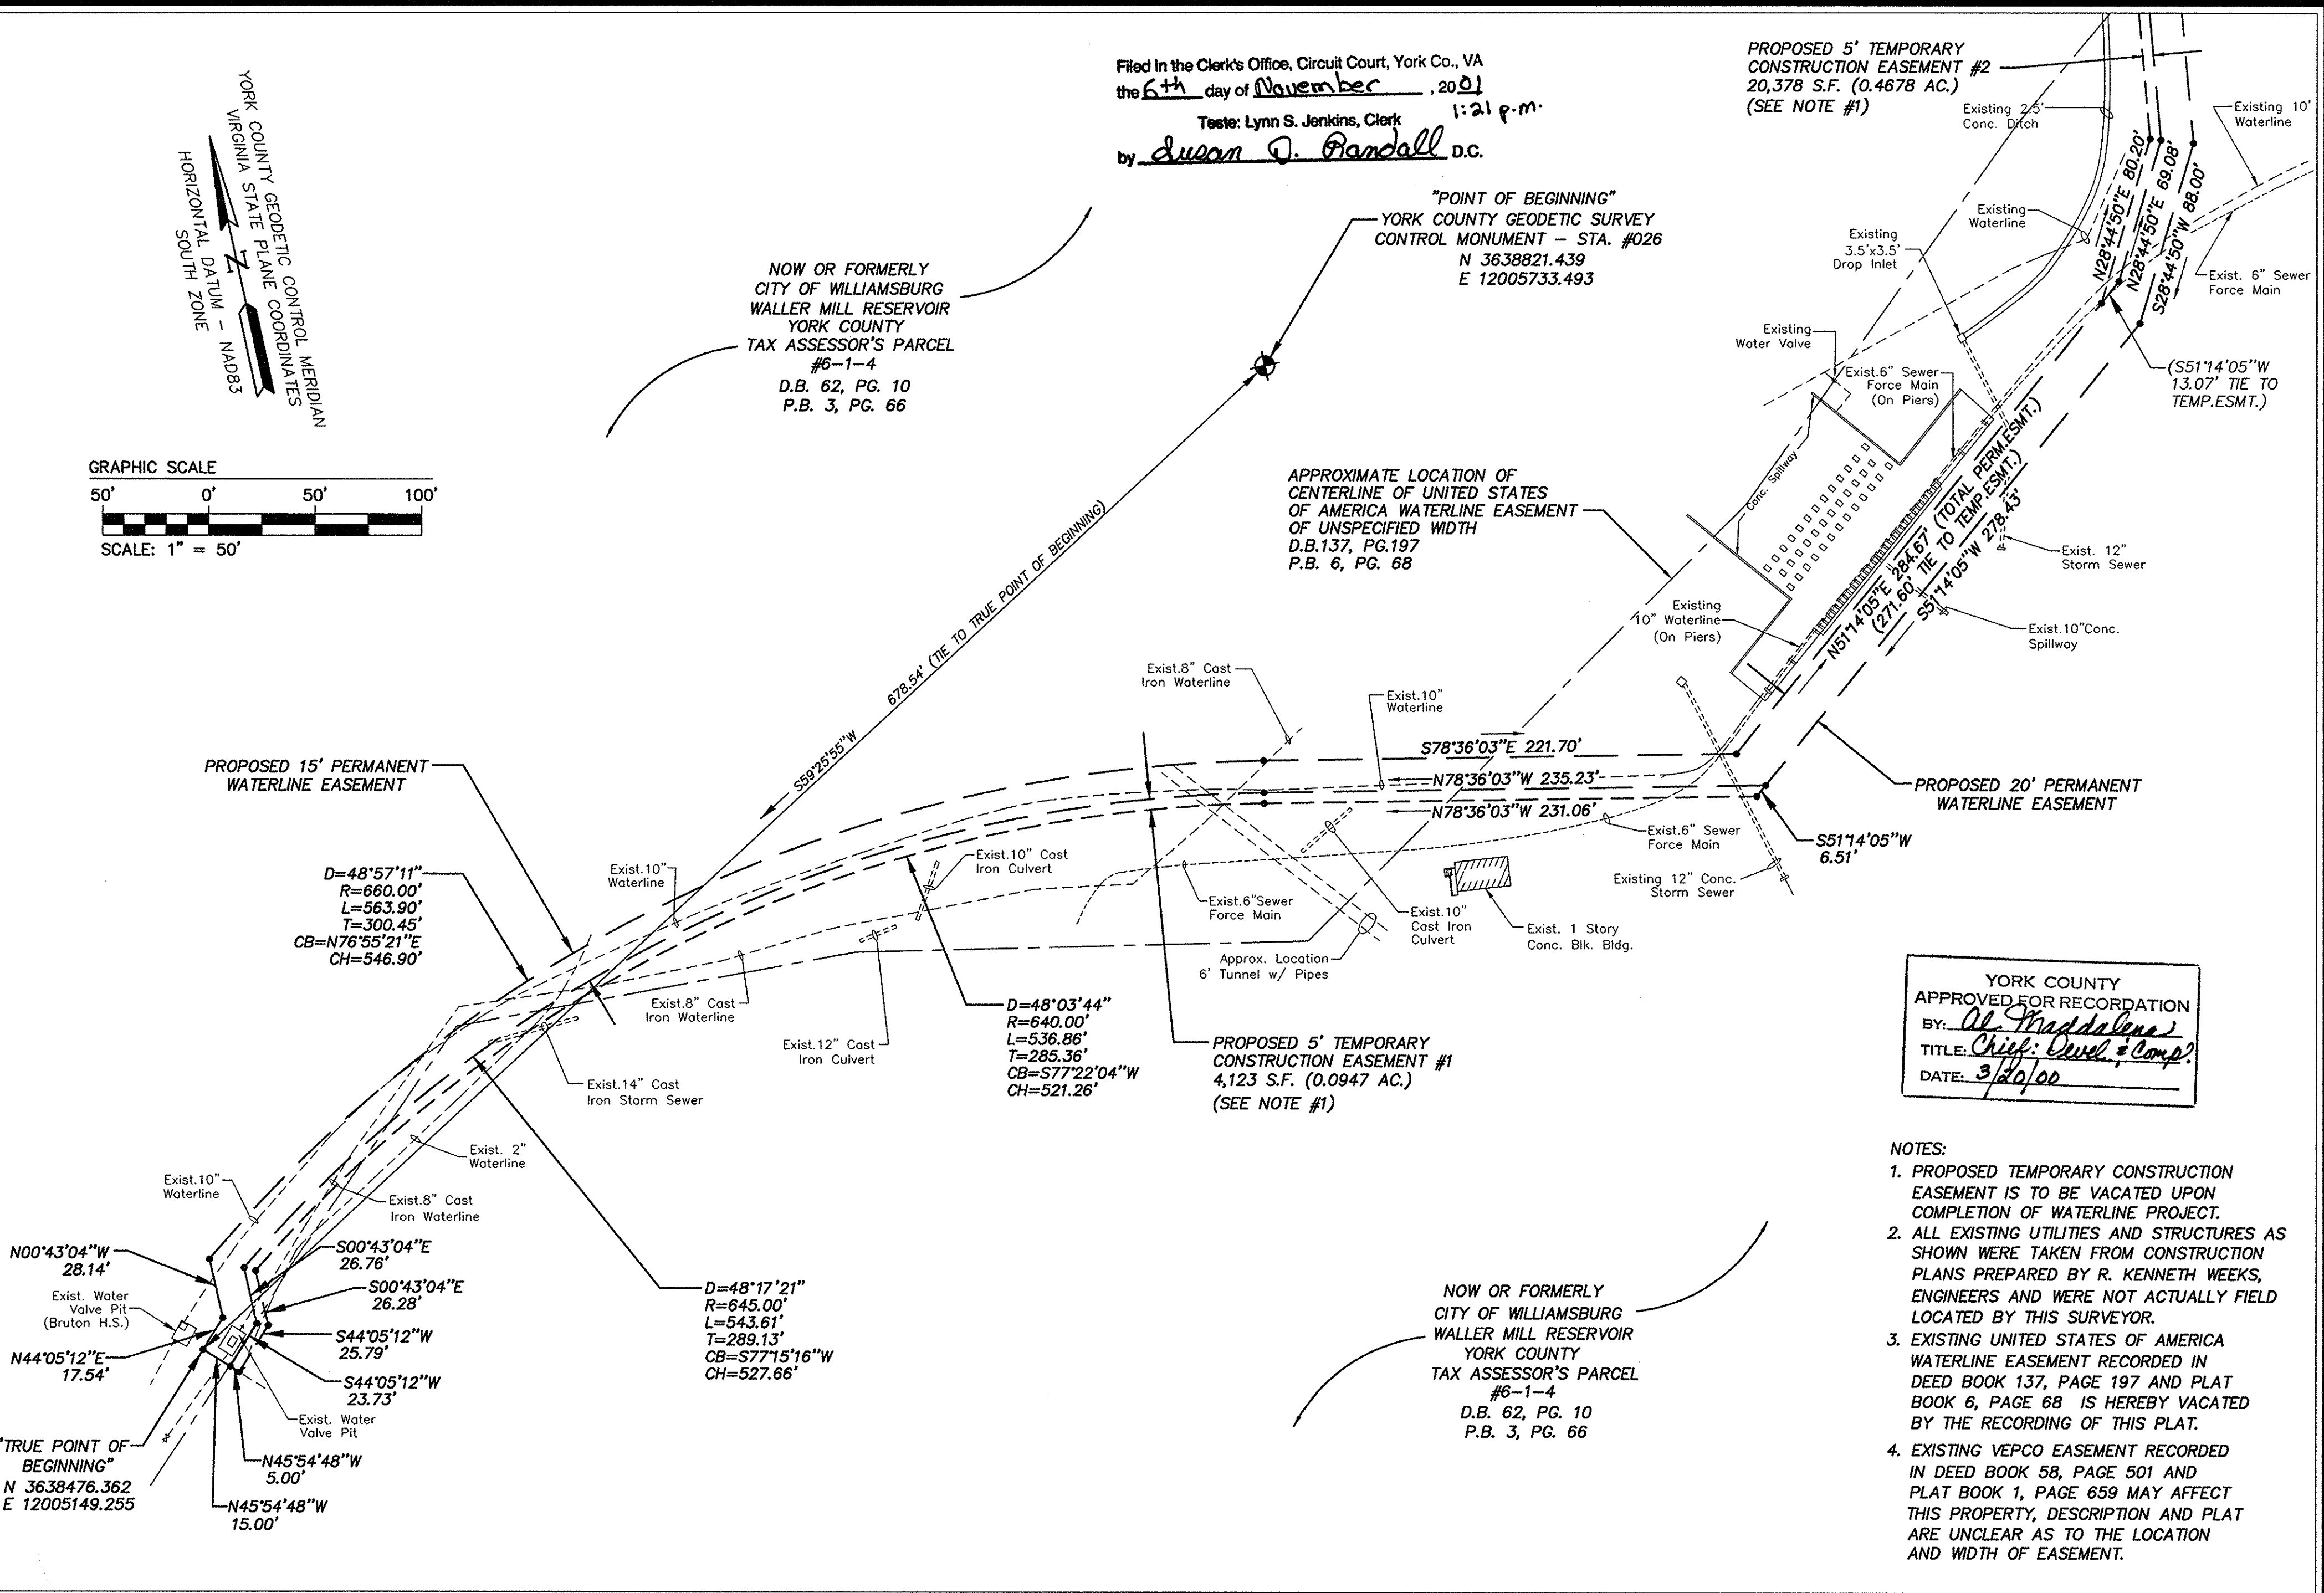 Filed in the Clerk's Office, Circuit Court, York Co., VA
the 6th day of November, 2001
1:21 p.m.
Teste: Lynn S. Jenkins, Clerk
by Susan D. Randall D.C.
YORK COUNTY GEODETIC CONTROL MERIDIAN
VIRGINIA STATE PLANE COORDINATES
SOUTH ZONE
HORIZONTAL DATUM - NAD83
N
GRAPHIC SCALE
50' 0' 50' 100'
SCALE: 1" = 50'
NOW OR FORMERLY
CITY OF WILLIAMSBURG
WALLER MILL RESERVOIR
YORK COUNTY
TAX ASSESSOR'S PARCEL
#6-1-4
D.B. 62, PG. 10
P.B. 3, PG. 66
"POINT OF BEGINNING"
YORK COUNTY GEODETIC SURVEY
CONTROL MONUMENT - STA. #026
N 3638821.439
E 12005733.493
PROPOSED 5' TEMPORARY
CONSTRUCTION EASEMENT #2
20,378 S.F. (0.4678 AC.)
(SEE NOTE #1)
Existing 2.5'
Conc. Ditch
Existing 10'
Waterline
Existing
Waterline
Existing
3.5'x3.5'
Drop Inlet
N28°44'50"E 80.20'
N28°44'50"E 69.08'
S28°44'50"W 88.00'
Exist. 6" Sewer
Force Main
Existing
Water Valve
Exist.6" Sewer
Force Main
(On Piers)
(S51°14'05"W
13.07' TIE TO
TEMP.ESMT.)
Conc. Spillway
APPROXIMATE LOCATION OF
CENTERLINE OF UNITED STATES
OF AMERICA WATERLINE EASEMENT
OF UNSPECIFIED WIDTH
D.B.137, PG.197
P.B. 6, PG. 68
N51°14'05"E 284.67' (TOTAL PERM.ESMT.)
(271.60' TIE TO TEMP.ESMT.)
S51°14'05"W 278.43'
Exist. 12"
Storm Sewer
Exist.10"Conc.
Spillway
Existing
10" Waterline
(On Piers)
S59°25'55"W 678.54' (TIE TO TRUE POINT OF BEGINNING)
Exist.8" Cast
Iron Waterline
Exist.10"
Waterline
S78°36'03"E 221.70'
N78°36'03"W 235.23'
N78°36'03"W 231.06'
PROPOSED 20' PERMANENT
WATERLINE EASEMENT
S51°14'05"W
6.51'
Exist.6" Sewer
Force Main
Existing 12" Conc.
Storm Sewer
PROPOSED 15' PERMANENT
WATERLINE EASEMENT
D=48°57'11"
R=660.00'
L=563.90'
T=300.45'
CB=N76°55'21"E
CH=546.90'
Exist.10"
Waterline
Exist.10" Cast
Iron Culvert
Exist.6"Sewer
Force Main
Exist.10"
Cast Iron
Culvert
Exist. 1 Story
Conc. Blk. Bldg.
Approx. Location
6' Tunnel w/ Pipes
Exist.8" Cast
Iron Waterline
Exist.12" Cast
Iron Culvert
D=48°03'44"
R=640.00'
L=536.86'
T=285.36'
CB=S77°22'04"W
CH=521.26'
PROPOSED 5' TEMPORARY
CONSTRUCTION EASEMENT #1
4,123 S.F. (0.0947 AC.)
(SEE NOTE #1)
Exist.14" Cast
Iron Storm Sewer
Exist. 2"
Waterline
Exist.8" Cast
Iron Waterline
Exist.10"
Waterline
N00°43'04"W
28.14'
S00°43'04"E
26.76'
S00°43'04"E
26.28'
Exist. Water
Valve Pit
(Bruton H.S.)
N44°05'12"E
17.54'
S44°05'12"W
25.79'
S44°05'12"W
23.73'
Exist. Water
Valve Pit
"TRUE POINT OF
BEGINNING"
N 3638476.362
E 12005149.255
N45°54'48"W
5.00'
N45°54'48"W
15.00'
D=48°17'21"
R=645.00'
L=543.61'
T=289.13'
CB=S77°15'16"W
CH=527.66'
NOW OR FORMERLY
CITY OF WILLIAMSBURG
WALLER MILL RESERVOIR
YORK COUNTY
TAX ASSESSOR'S PARCEL
#6-1-4
D.B. 62, PG. 10
P.B. 3, PG. 66
YORK COUNTY
APPROVED FOR RECORDATION
BY: Al Maddalena
TITLE: Chief: Devel. & Comp.
DATE: 3/20/00
NOTES:
1. PROPOSED TEMPORARY CONSTRUCTION
EASEMENT IS TO BE VACATED UPON
COMPLETION OF WATERLINE PROJECT.
2. ALL EXISTING UTILITIES AND STRUCTURES AS
SHOWN WERE TAKEN FROM CONSTRUCTION
PLANS PREPARED BY R. KENNETH WEEKS,
ENGINEERS AND WERE NOT ACTUALLY FIELD
LOCATED BY THIS SURVEYOR.
3. EXISTING UNITED STATES OF AMERICA
WATERLINE EASEMENT RECORDED IN
DEED BOOK 137, PAGE 197 AND PLAT
BOOK 6, PAGE 68 IS HEREBY VACATED
BY THE RECORDING OF THIS PLAT.
4. EXISTING VEPCO EASEMENT RECORDED
IN DEED BOOK 58, PAGE 501 AND
PLAT BOOK 1, PAGE 659 MAY AFFECT
THIS PROPERTY, DESCRIPTION AND PLAT
ARE UNCLEAR AS TO THE LOCATION
AND WIDTH OF EASEMENT.